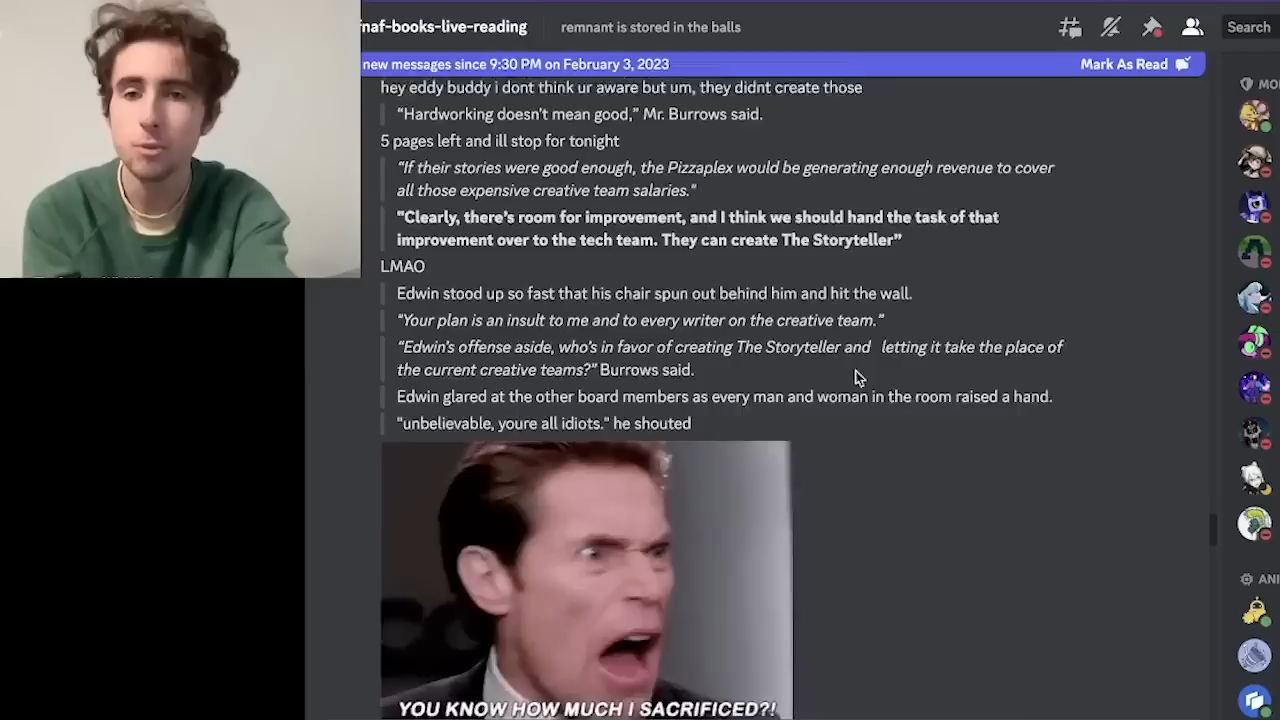 fnaf-books-live-reading
remnant is stored in the balls
Search
new messages since 9:30 PM on February 3, 2023
Mark As Read
hey eddy buddy i dont think ur aware but um, they didnt create those
“Hardworking doesn’t mean good,” Mr. Burrows said.
5 pages left and ill stop for tonight
“If their stories were good enough, the Pizzaplex would be generating enough revenue to cover
all those expensive creative team salaries."
"Clearly, there’s room for improvement, and I think we should hand the task of that
improvement over to the tech team. They can create The Storyteller”
LMAO
Edwin stood up so fast that his chair spun out behind him and hit the wall.
“Your plan is an insult to me and to every writer on the creative team.”
“Edwin’s offense aside, who’s in favor of creating The Storyteller and letting it take the place of
the current creative teams?” Burrows said.
Edwin glared at the other board members as every man and woman in the room raised a hand.
"unbelievable, youre all idiots." he shouted
YOU KNOW HOW MUCH I SACRIFICED?!
MO
ANI